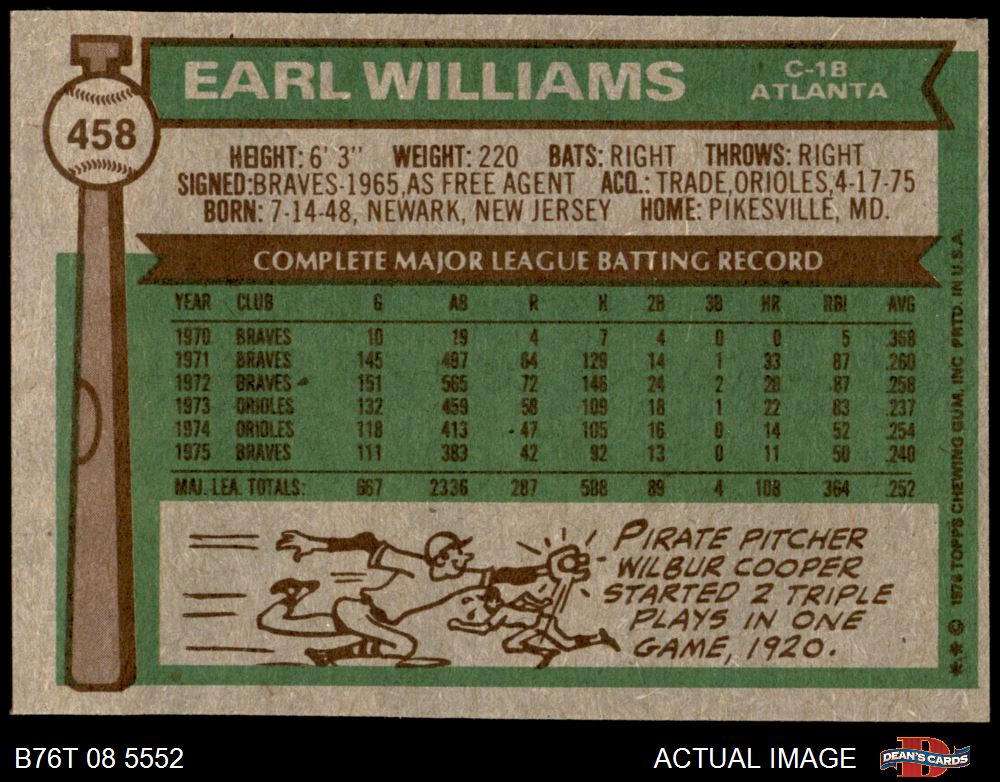 EARL WILLIAMS
C-1B
ATLANTA
458
HEIGHT: 6' 3" WEIGHT: 220 BATS: RIGHT THROWS: RIGHT
SIGNED:BRAVES-1965,AS FREE AGENT ACQ.: TRADE,ORIOLES,4-17-75
BORN: 7-14-48, NEWARK, NEW JERSEY HOME: PIKESVILLE, MD.
COMPLETE MAJOR LEAGUE BATTING RECORD
YEAR CLUB G AB R H 2B 3B HR RBI AVG
1970 BRAVES 10 19 4 7 4 0 0 5 .368
1971 BRAVES 145 497 64 129 14 1 33 87 .260
1972 BRAVES 151 565 72 146 24 2 28 87 .258
1973 ORIOLES 132 459 58 109 18 1 22 83 .237
1974 ORIOLES 118 413 47 105 16 0 14 52 .254
1975 BRAVES 111 383 42 92 13 0 11 50 .240
MAJ. LEA. TOTALS: 667 2336 287 588 89 4 108 364 .252
PIRATE PITCHER
WILBUR COOPER
STARTED 2 TRIPLE
PLAYS IN ONE
GAME, 1920.
** © 1976 TOPPS CHEWING GUM, INC PRTD. IN U.S.A.
B76T 08 5552
ACTUAL IMAGE
DEAN'S CARDS